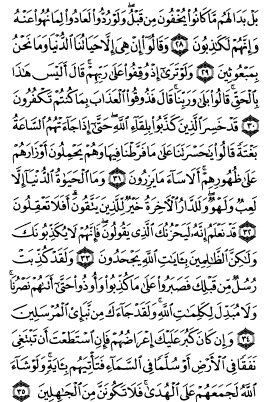 بَلْ بَدَا لَهُم مَّا كَانُوا۟ يُخْفُونَ مِن قَبْلُ ۖ وَلَوْ رُدُّوا۟ لَعَادُوا۟ لِمَا نُهُوا۟ عَنْهُ
وَإِنَّهُمْ لَكَـٰذِبُونَ ٢٨ وَقَالُوٓا۟ إِنْ هِىَ إِلَّا حَيَاتُنَا ٱلدُّنْيَا وَمَا نَحْنُ
بِمَبْعُوثِينَ ٢٩ وَلَوْ تَرَىٰٓ إِذْ وُقِفُوا۟ عَلَىٰ رَبِّهِمْ ۚ قَالَ أَلَيْسَ هَـٰذَا
بِٱلْحَقِّ ۚ قَالُوا۟ بَلَىٰ وَرَبِّنَا ۚ قَالَ فَذُوقُوا۟ ٱلْعَذَابَ بِمَا كُنتُمْ تَكْفُرُونَ
٣٠ قَدْ خَسِرَ ٱلَّذِينَ كَذَّبُوا۟ بِلِقَآءِ ٱللَّهِ ۖ حَتَّىٰٓ إِذَا جَآءَتْهُمُ ٱلسَّاعَةُ
بَغْتَةً قَالُوا۟ يَـٰحَسْرَتَنَا عَلَىٰ مَا فَرَّطْنَا فِيهَا وَهُمْ يَحْمِلُونَ أَوْزَارَهُمْ
عَلَىٰ ظُهُورِهِمْ ۚ أَلَا سَآءَ مَا يَزِرُونَ ٣١ وَمَا ٱلْحَيَوٰةُ ٱلدُّنْيَآ إِلَّا
لَعِبٌ وَلَهْوٌ ۖ وَلَلدَّارُ ٱلْـَٔاخِرَةُ خَيْرٌ لِّلَّذِينَ يَتَّقُونَ ۗ أَفَلَا تَعْقِلُونَ
٣٢ قَدْ نَعْلَمُ إِنَّهُۥ لَيَحْزُنُكَ ٱلَّذِى يَقُولُونَ ۖ فَإِنَّهُمْ لَا يُكَذِّبُونَكَ
وَلَـٰكِنَّ ٱلظَّـٰلِمِينَ بِـَٔايَـٰتِ ٱللَّهِ يَجْحَدُونَ ٣٣ وَلَقَدْ كُذِّبَتْ
رُسُلٌ مِّن قَبْلِكَ فَصَبَرُوا۟ عَلَىٰ مَا كُذِّبُوا۟ وَأُوذُوا۟ حَتَّىٰٓ أَتَىٰهُمْ نَصْرُنَا ۚ
وَلَا مُبَدِّلَ لِكَلِمَـٰتِ ٱللَّهِ ۚ وَلَقَدْ جَآءَكَ مِن نَّبَإِى۟ ٱلْمُرْسَلِينَ
٣٤ وَإِن كَانَ كَبُرَ عَلَيْكَ إِعْرَاضُهُمْ فَإِنِ ٱسْتَطَعْتَ أَن تَبْتَغِىَ
نَفَقًا فِى ٱلْأَرْضِ أَوْ سُلَّمًا فِى ٱلسَّمَآءِ فَتَأْتِيَهُم بِـَٔايَةٍ ۚ وَلَوْ شَآءَ
ٱللَّهُ لَجَمَعَهُمْ عَلَى ٱلْهُدَىٰ ۚ فَلَا تَكُونَنَّ مِنَ ٱلْجَـٰهِلِينَ ٣٥